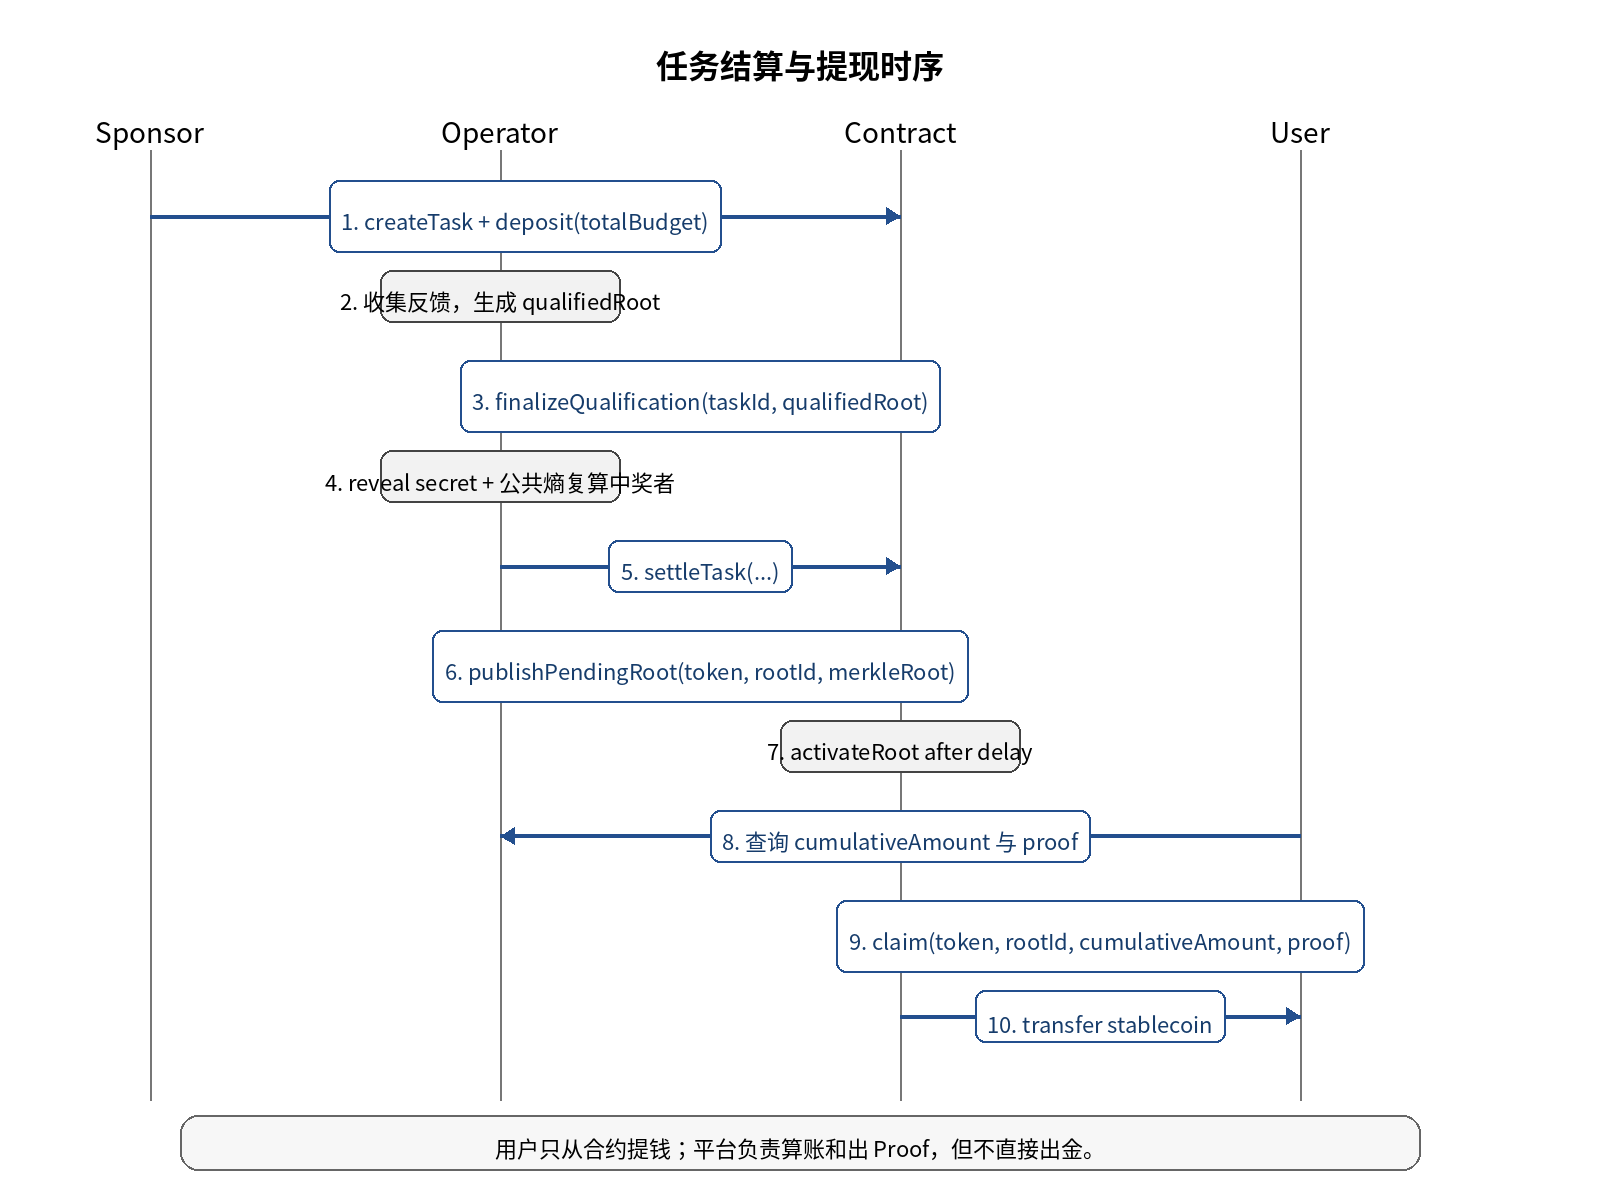 任务结算与提现时序
Sponsor
Operator
Contract
User
1. createTask + deposit(totalBudget)
2. 收集反馈，生成 qualifiedRoot
3. finalizeQualification(taskId, qualifiedRoot)
4. reveal secret + 公共熵复算中奖者
5. settleTask(...)
6. publishPendingRoot(token, rootId, merkleRoot)
7. activateRoot after delay
8. 查询 cumulativeAmount 与 proof
9. claim(token, rootId, cumulativeAmount, proof)
10. transfer stablecoin
用户只从合约提钱；平台负责算账和出 Proof，但不直接出金。